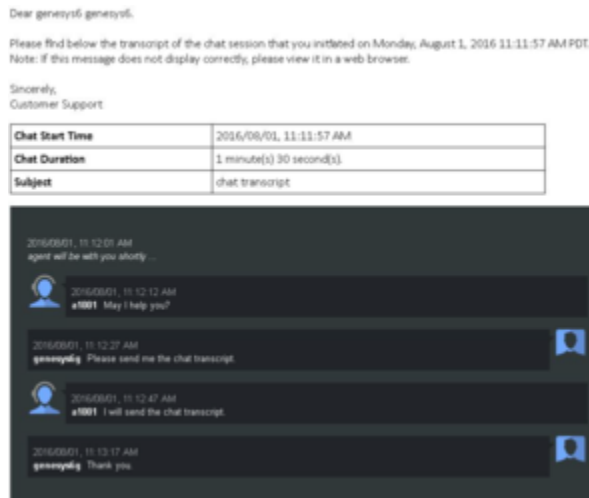 Dear genesys6 genesys6.
Please find below the transcript of the chat session that you initiated on Monday, August 1, 2016 11:11:57 AM PDT.
Note: If this message does not display correctly, please view it in a web browser.
Sincerely,
Customer Support
Chat Start Time 2016/08/01, 11:11:57 AM
Chat Duration 1 minute(s) 30 second(s).
Subject chat transcript
2016/08/01, 11:12:01 AM
agent will be with you shortly ...
2016/08/01, 11:12:12 AM
a1001 May I help you?
2016/08/01, 11:12:27 AM
genesys6g Please send me the chat transcript.
2016/08/01, 11:12:47 AM
a1001 I will send the chat transcript.
2016/08/01, 11:13:17 AM
genesys6g Thank you.